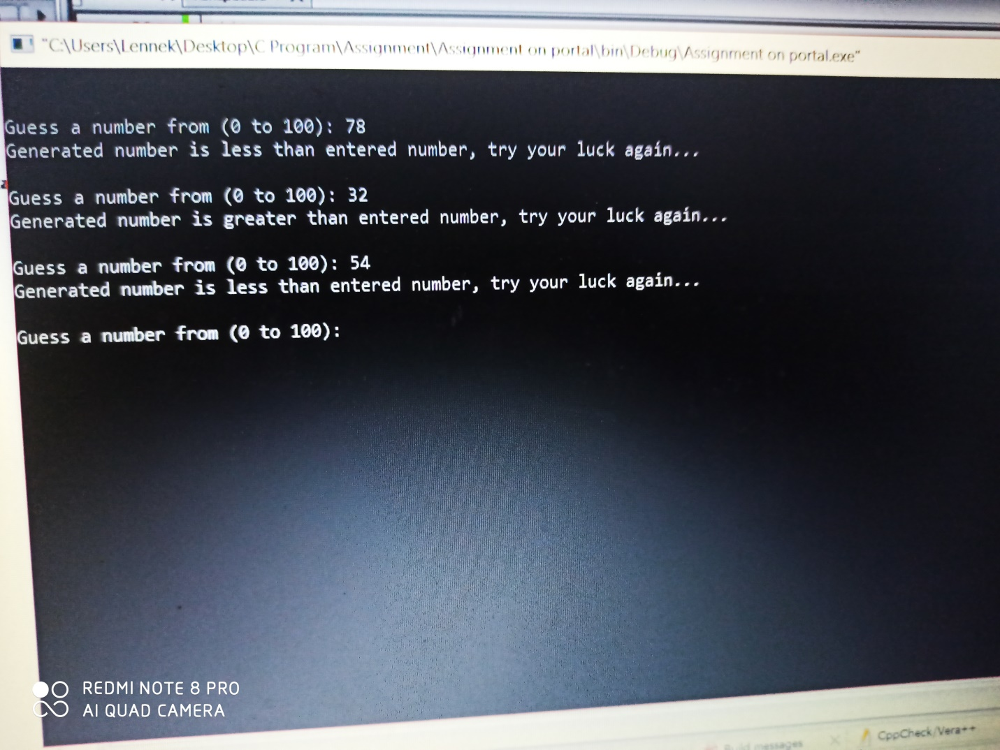 "C:\Users\Lennek\Desktop\C Program\Assignment\Assignment on portal\bin\Debug\Assignment on portal.exe"
Guess a number from (0 to 100): 78
Generated number is less than entered number, try your luck again...
Guess a number from (0 to 100): 32
Generated number is greater than entered number, try your luck again...
Guess a number from (0 to 100): 54
Generated number is less than entered number, try your luck again...
Guess a number from (0 to 100):
REDMI NOTE 8 PRO
AI QUAD CAMERA
Build messages CppCheck/Vera++